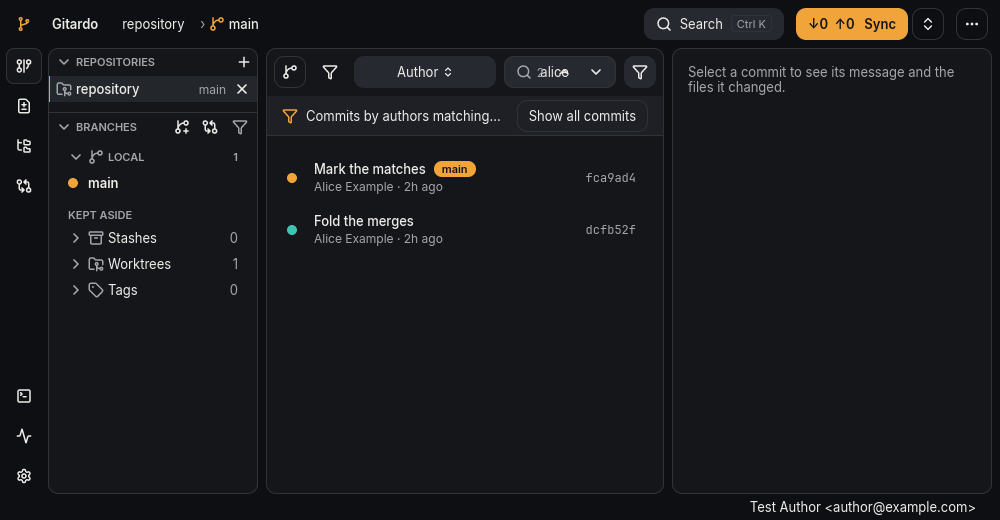 Gitardo repository main Search Ctrl K 0 0 Sync
REPOSITORIES
repository main
BRANCHES
LOCAL 1
main
KEPT ASIDE
Stashes 0
Worktrees 1
Tags 0
Author
Commits by authors matching... Show all commits
Mark the matches main
Alice Example · 2h ago fca9ad4
Fold the merges
Alice Example · 2h ago dcfb52f
Select a commit to see its message and the
files it changed.
Test Author <author@example.com>